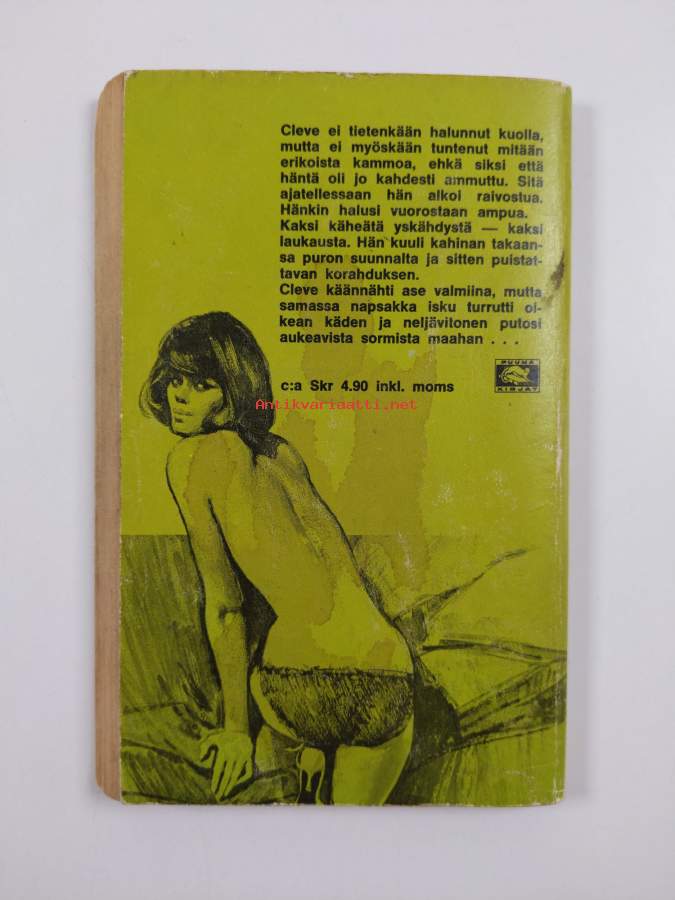 Cleve ei tietenkään halunnut kuolla,
mutta ei myöskään tuntenut mitään
erikoista kammoa, ehkä siksi että
häntä oli jo kahdesti ammuttu. Sitä
ajatellessaan hän alkoi raivostua.
Hänkin halusi vuorostaan ampua.
Kaksi käheätä yskähdystä — kaksi
laukausta. Hän kuuli kahinan takaan-
sa puron suunnalta ja sitten puistat-
tavan korahduksen.
Cleve käännähti ase valmiina, mutta
samassa napsakka isku turrutti oi-
kean käden ja neljävitonen putosi
aukeavista sormista maahan . . .
c:a Skr 4.90 inkl. moms
PUUMA
KIRJAT
Antikvariaatti.net